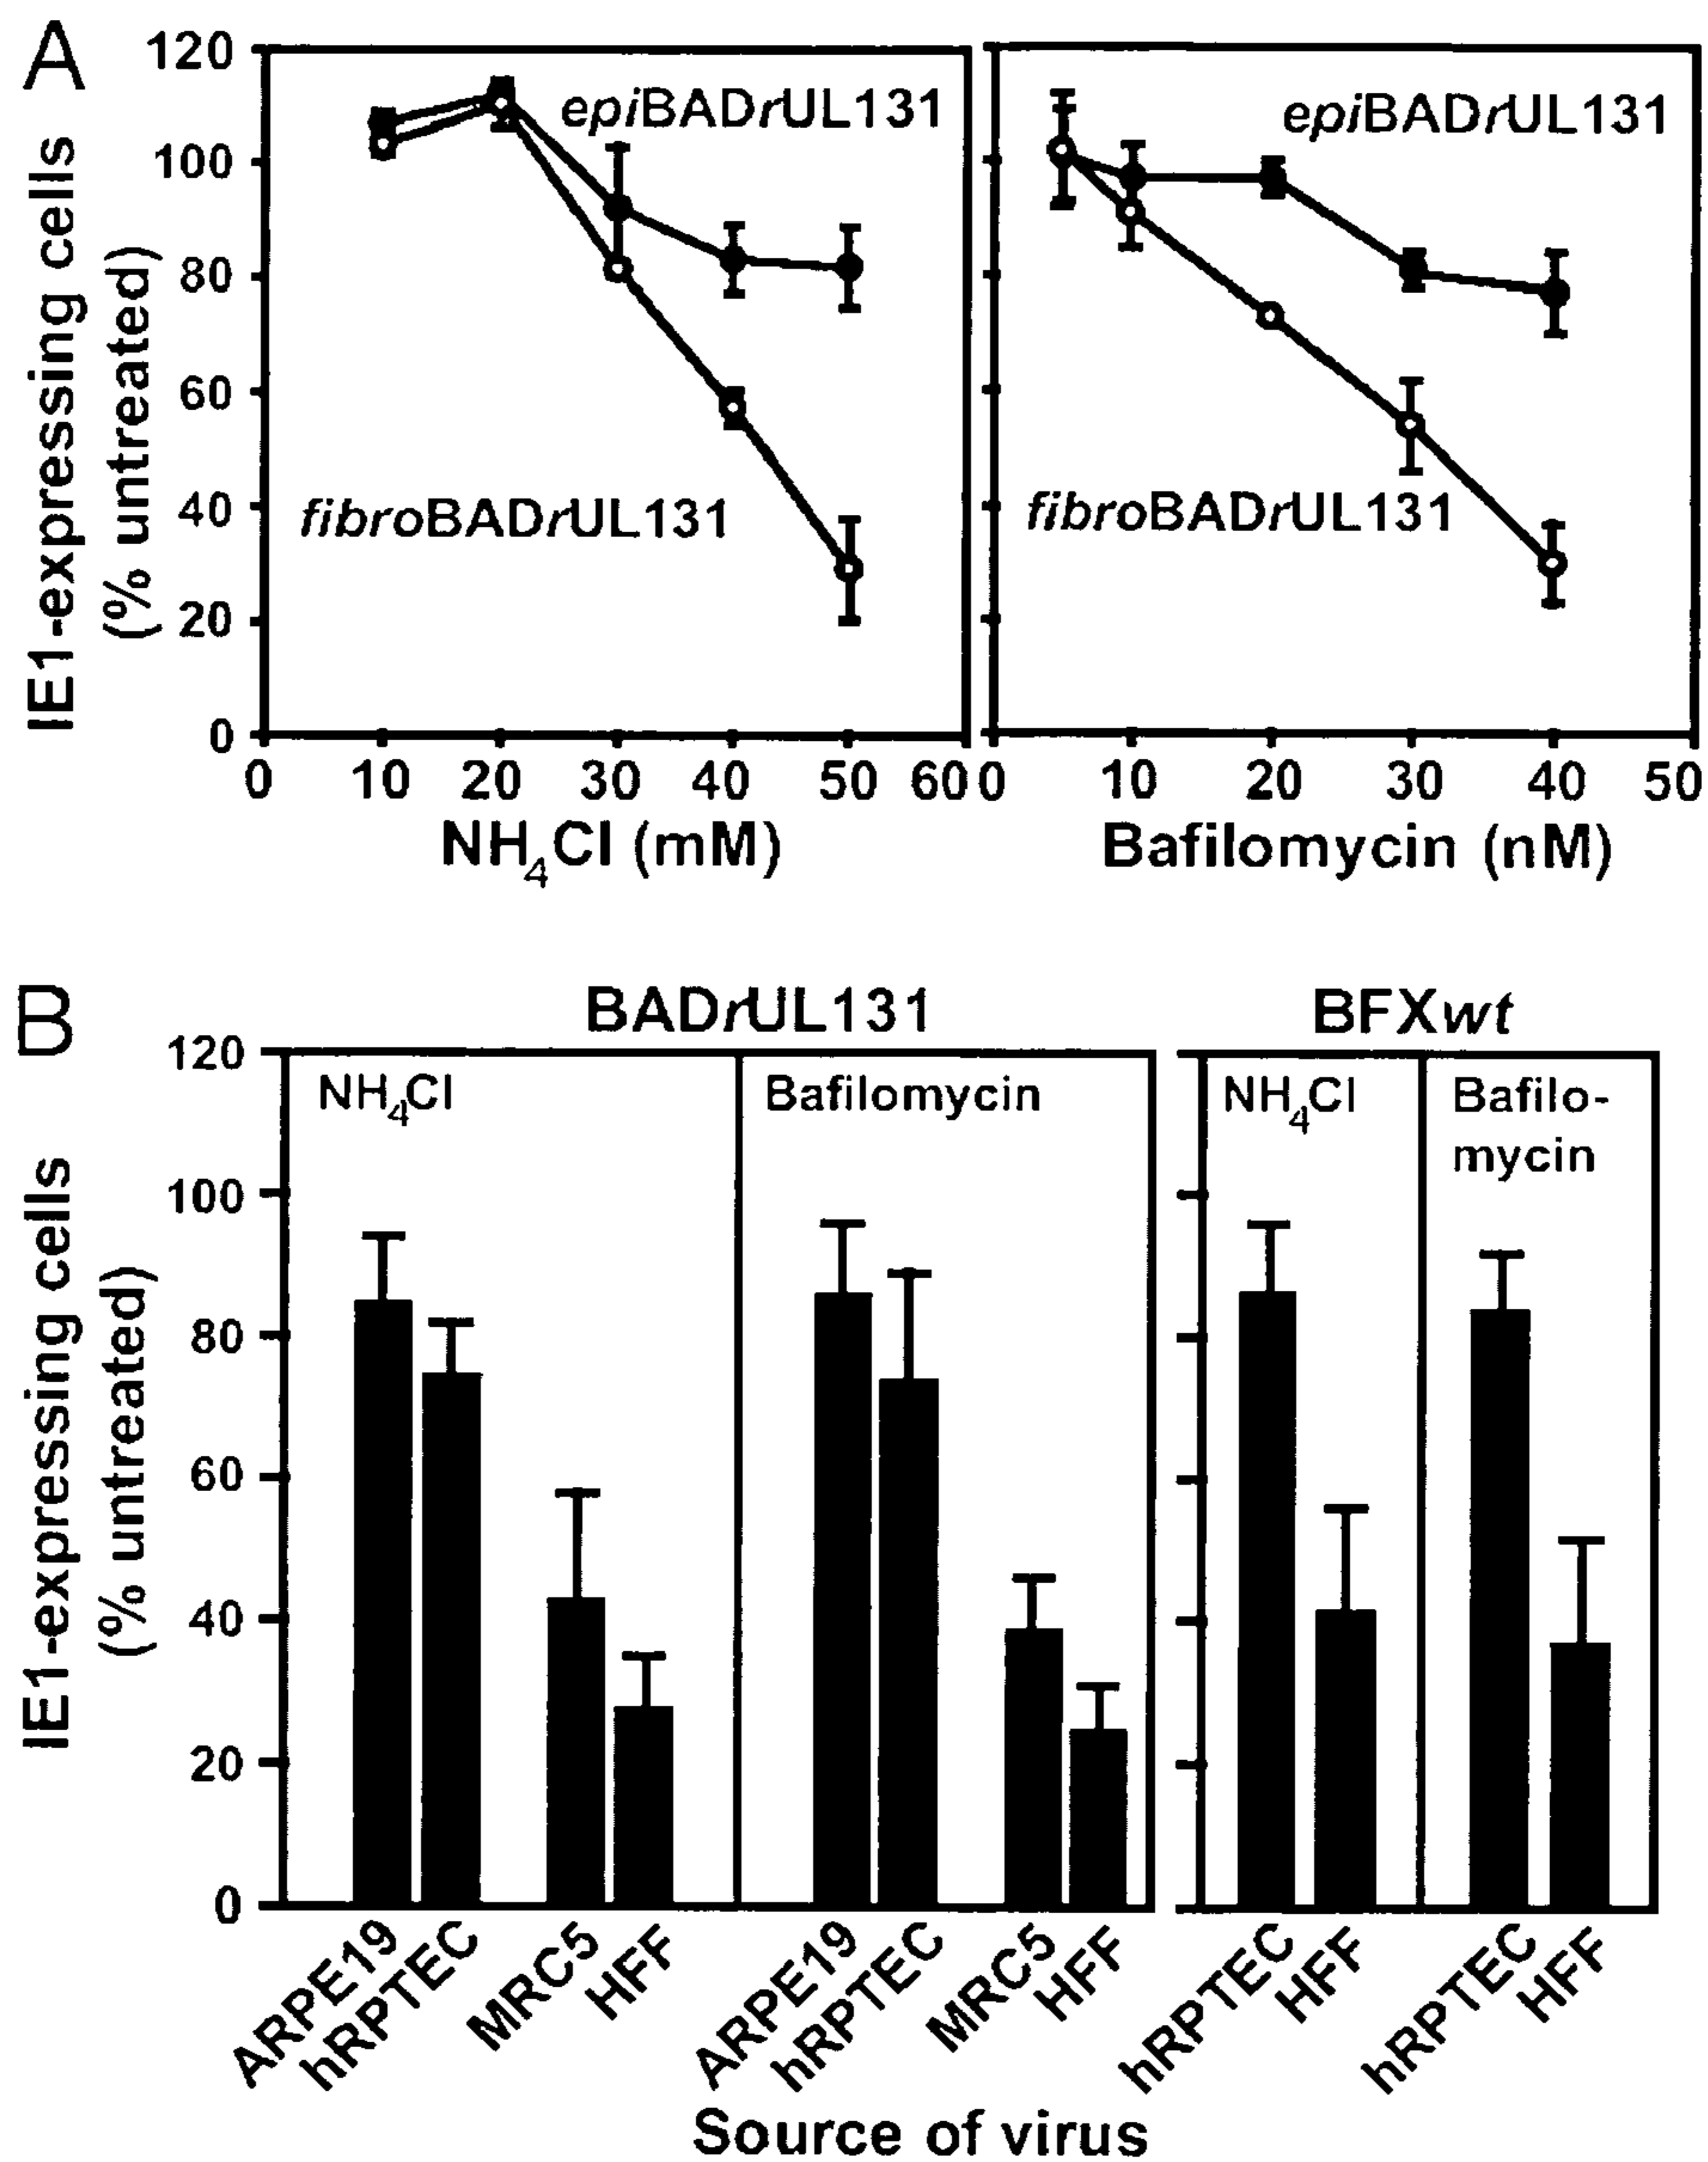 A
IE1-expressing cells
(% untreated)
120
100
80
60
40
20
0
epiBADrUL131
fibroBADrUL131
0 10 20 30 40 50 60
NH4Cl (mM)
epiBADrUL131
fibroBADrUL131
0 10 20 30 40 50
Bafilomycin (nM)
B
BADrUL131
BFXwt
IE1-expressing cells
(% untreated)
120
100
80
60
40
20
0
NH4Cl
Bafilomycin
NH4Cl
Bafilo-
mycin
ARPE19
hRPTEC
MRC5
HFF
ARPE19
hRPTEC
MRC5
HFF
hRPTEC
HFF
hRPTEC
HFF
Source of virus